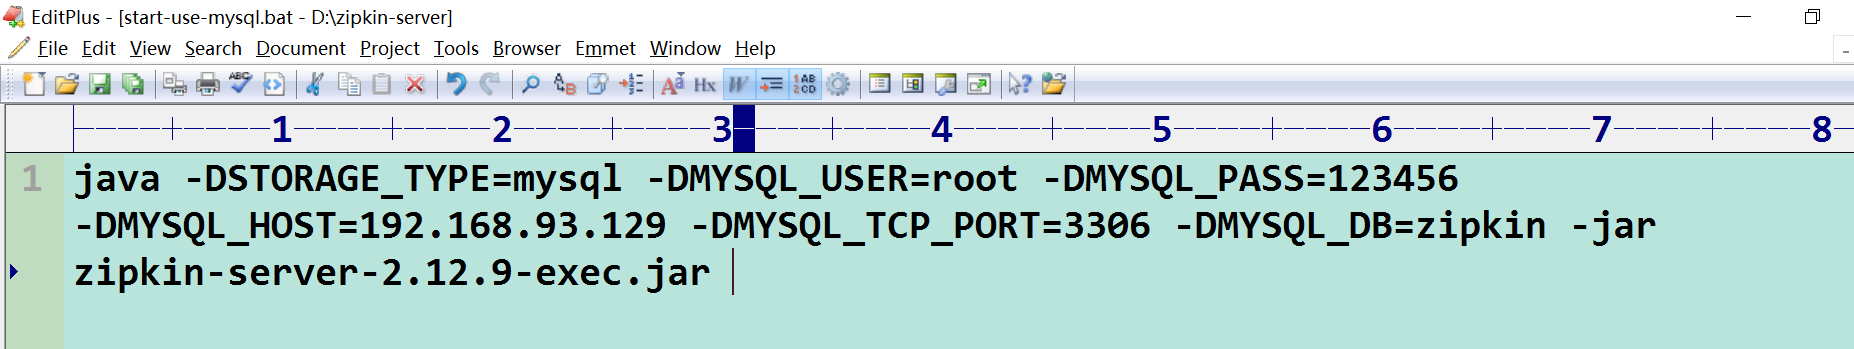 EditPlus - [start-use-mysql.bat - D:\zipkin-server]
File Edit View Search Document Project Tools Browser Emmet Window Help
1 2 3 4 5 6 7 8
1 java -DSTORAGE_TYPE=mysql -DMYSQL_USER=root -DMYSQL_PASS=123456
-DMYSQL_HOST=192.168.93.129 -DMYSQL_TCP_PORT=3306 -DMYSQL_DB=zipkin -jar
zipkin-server-2.12.9-exec.jar